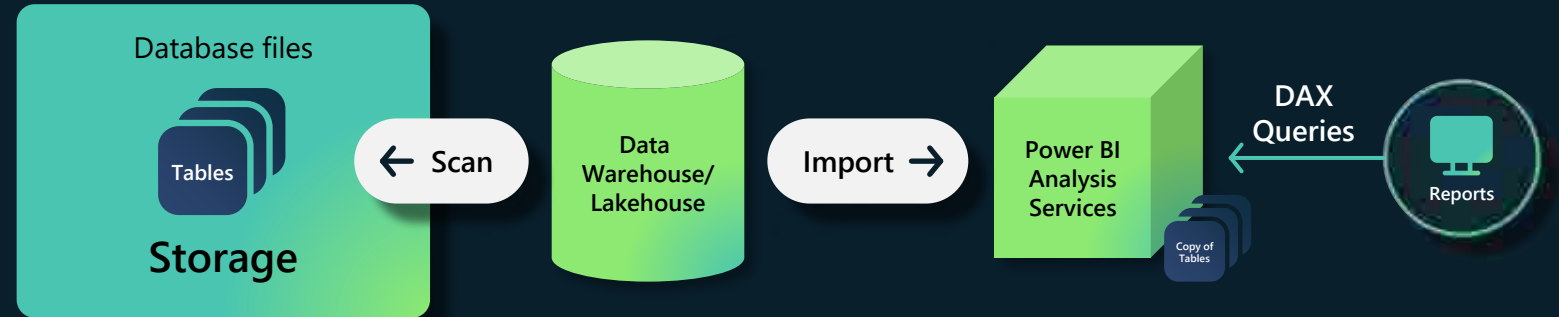 Database files
Tables
Storage
Scan
Data
Warehouse/
Lakehouse
Import
Power BI
Analysis
Services
Copy of
Tables
DAX
Queries
Reports